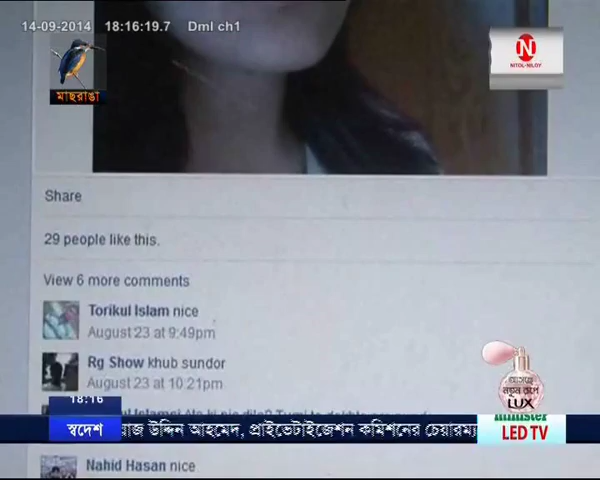 14-09-2014 18:16:19.7 Dml ch1
মাছরাঙা
N
NITOL-NILOY
Share
29 people like this.
View 6 more comments
Torikul Islam nice
August 23 at 9:49pm
Rg Show khub sundor
August 23 at 10:21pm
LUX
18:16
স্বদেশ
উদ্দিন আহমেদ, প্রাইভেটাইজেশন কমিশনের চেয়ারম্য
minister
LED TV
Nahid Hasan nice